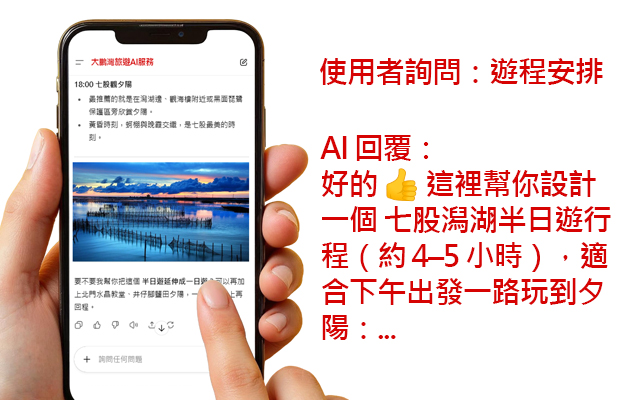 大鵬灣旅遊AI服務
18:00 七股觀夕陽
最推薦的就是在潟湖邊、觀海樓附近或黑面琵鷺
保護區旁欣賞夕陽。
黃昏時刻，蚵棚與晚霞交織，是七股最美的時
刻。
要不要我幫你把這個 半日遊延伸成一日遊
可以再加
上北門水晶教堂、井仔腳鹽田夕陽，一
上再
回程。
詢問任何問題
使用者詢問：遊程安排
AI 回覆：
好的 👍 這裡幫你設計
一個 七股潟湖半日遊行
程（約 4–5 小時），適
合下午出發一路玩到夕
陽：...